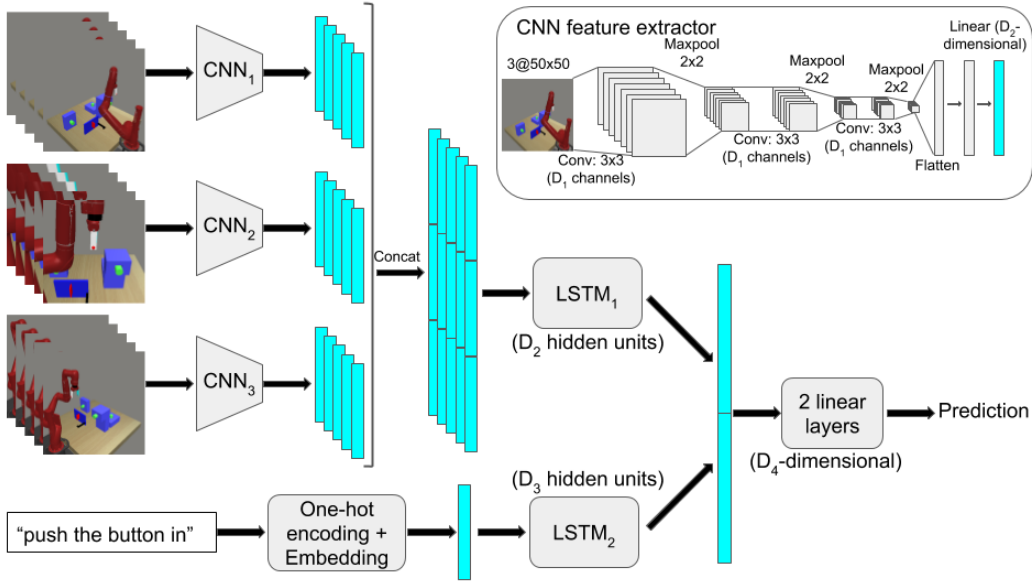 CNN feature extractor
3@50x50
Maxpool
2x2
Maxpool
2x2
Maxpool
2x2
Linear (D2-
dimensional)
Conv: 3x3
(D1 channels)
Conv: 3x3
(D1 channels)
Conv: 3x3
(D1 channels)
Flatten
CNN1
CNN2
CNN3
Concat
LSTM1
(D2 hidden units)
2 linear
layers
(D4-dimensional)
Prediction
(D3 hidden units)
LSTM2
“push the button in”
One-hot
encoding +
Embedding